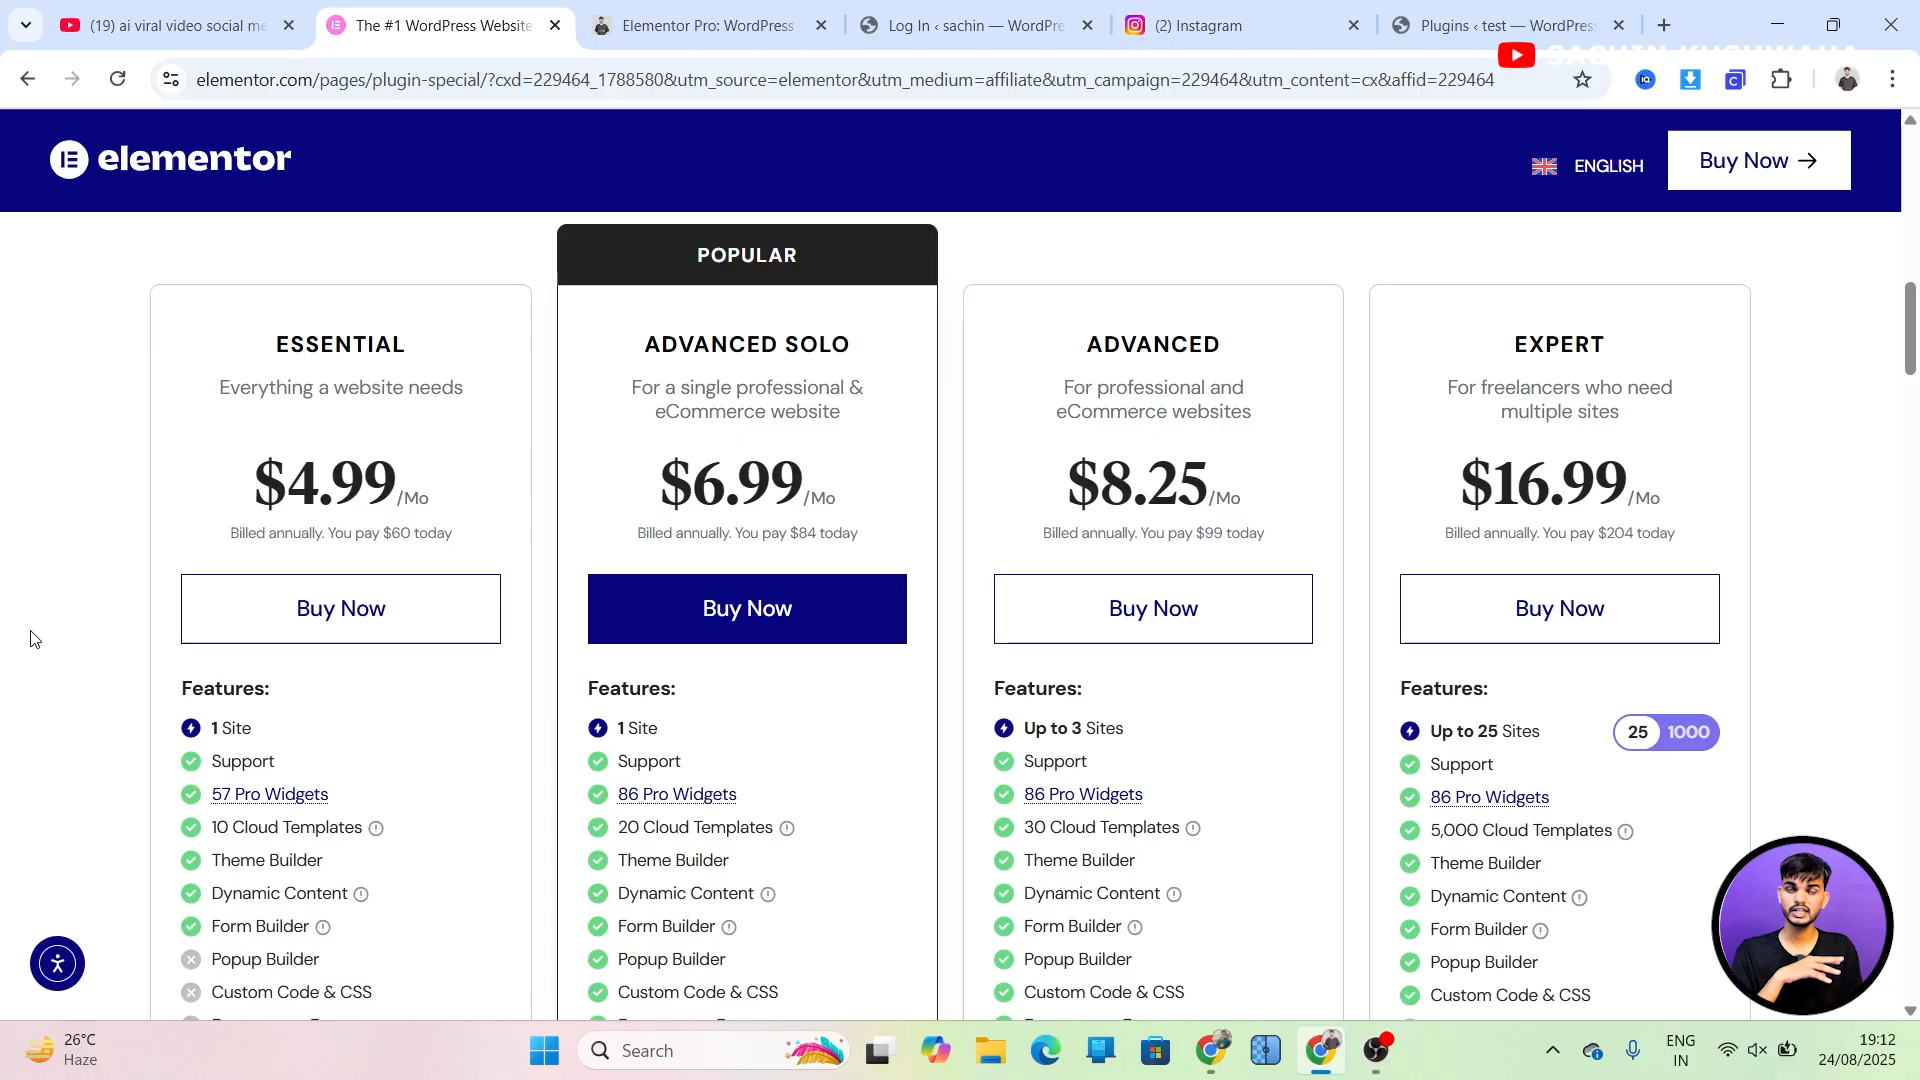 (19) ai viral video social me
The #1 WordPress Website
Elementor Pro: WordPress
Log In ‹ sachin — WordPre
(2) Instagram
Plugins ‹ test — WordPress
SACHIN KUSHWAHA
elementor.com/pages/plugin-special/?cxd=229464_1788580&utm_source=elementor&utm_medium=affiliate&utm_campaign=229464&utm_content=cx&affid=229464
elementor
ENGLISH
Buy Now →
POPULAR
ESSENTIAL
Everything a website needs
$4.99/Mo
Billed annually. You pay $60 today
Buy Now
Features:
1 Site
Support
57 Pro Widgets
10 Cloud Templates
Theme Builder
Dynamic Content
Form Builder
Popup Builder
Custom Code & CSS
ADVANCED SOLO
For a single professional &
eCommerce website
$6.99/Mo
Billed annually. You pay $84 today
Buy Now
Features:
1 Site
Support
86 Pro Widgets
20 Cloud Templates
Theme Builder
Dynamic Content
Form Builder
Popup Builder
Custom Code & CSS
ADVANCED
For professional and
eCommerce websites
$8.25/Mo
Billed annually. You pay $99 today
Buy Now
Features:
Up to 3 Sites
Support
86 Pro Widgets
30 Cloud Templates
Theme Builder
Dynamic Content
Form Builder
Popup Builder
Custom Code & CSS
EXPERT
For freelancers who need
multiple sites
$16.99/Mo
Billed annually. You pay $204 today
Buy Now
Features:
Up to 25 Sites
25 1000
Support
86 Pro Widgets
5,000 Cloud Templates
Theme Builder
Dynamic Content
Form Builder
Popup Builder
Custom Code & CSS
26°C
Haze
Search
ENG
IN
19:12
24/08/2025